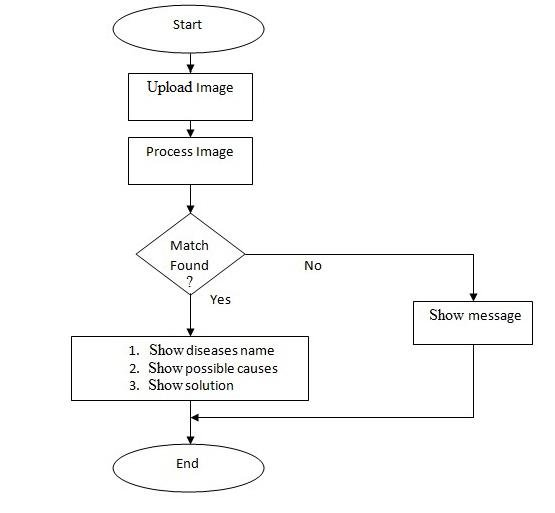 Start
Upload Image
Process Image
Match
Found
?
No
Yes
Show message
1. Show diseases name
2. Show possible causes
3. Show solution
End